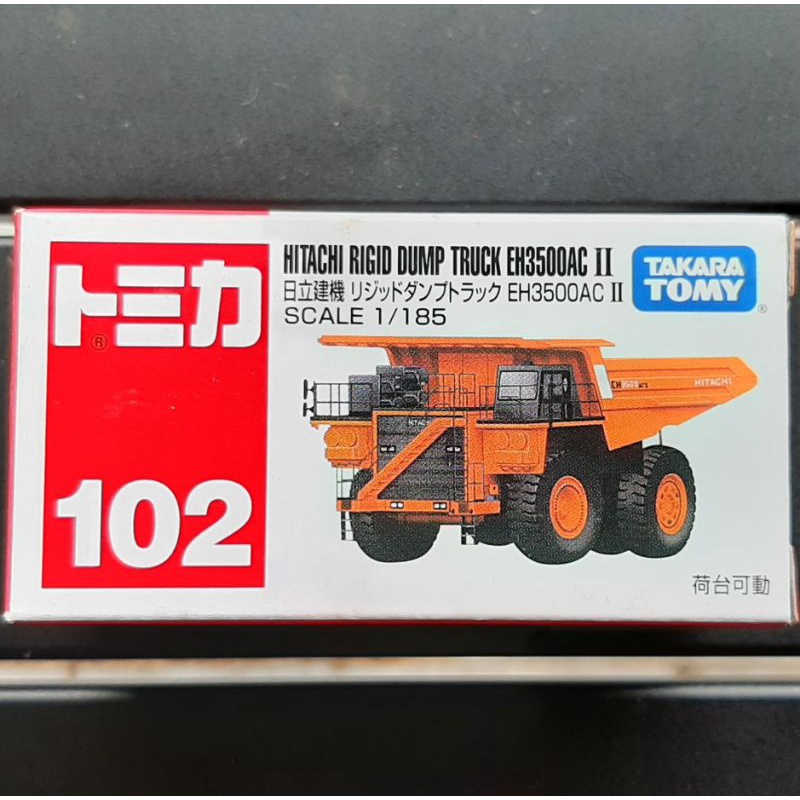 トミカ
®
102
HITACHI RIGID DUMP TRUCK EH3500AC Ⅱ
日立建機 リジッドダンプトラック EH3500AC Ⅱ
SCALE 1/185
TAKARA
TOMY
®
HITACHI
HITACHI
荷台可動